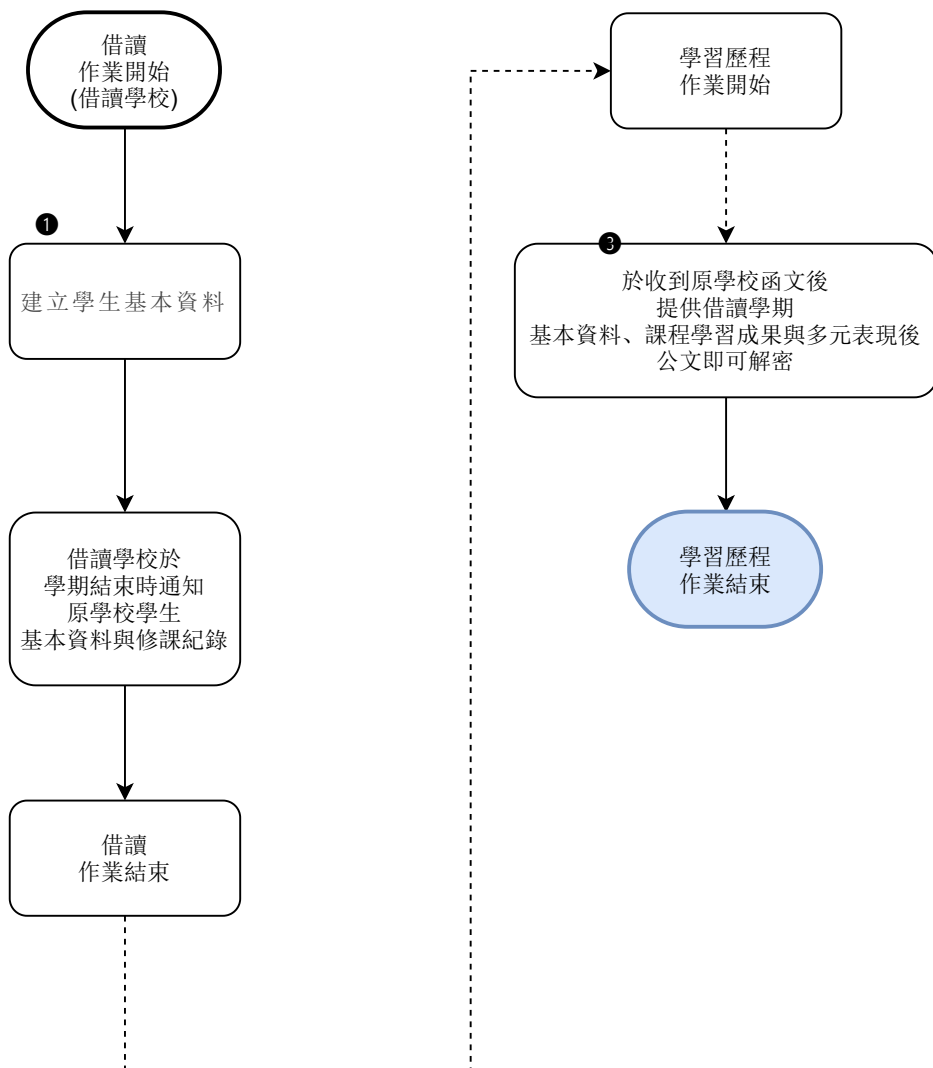 借讀
作業開始
(借讀學校)
1
建立學生基本資料
借讀學校於
學期結束時通知
原學校學生
基本資料與修課紀錄
借讀
作業結束
學習歷程
作業開始
3
於收到原學校函文後
提供借讀學期
基本資料、課程學習成果與多元表現後
公文即可解密
學習歷程
作業結束